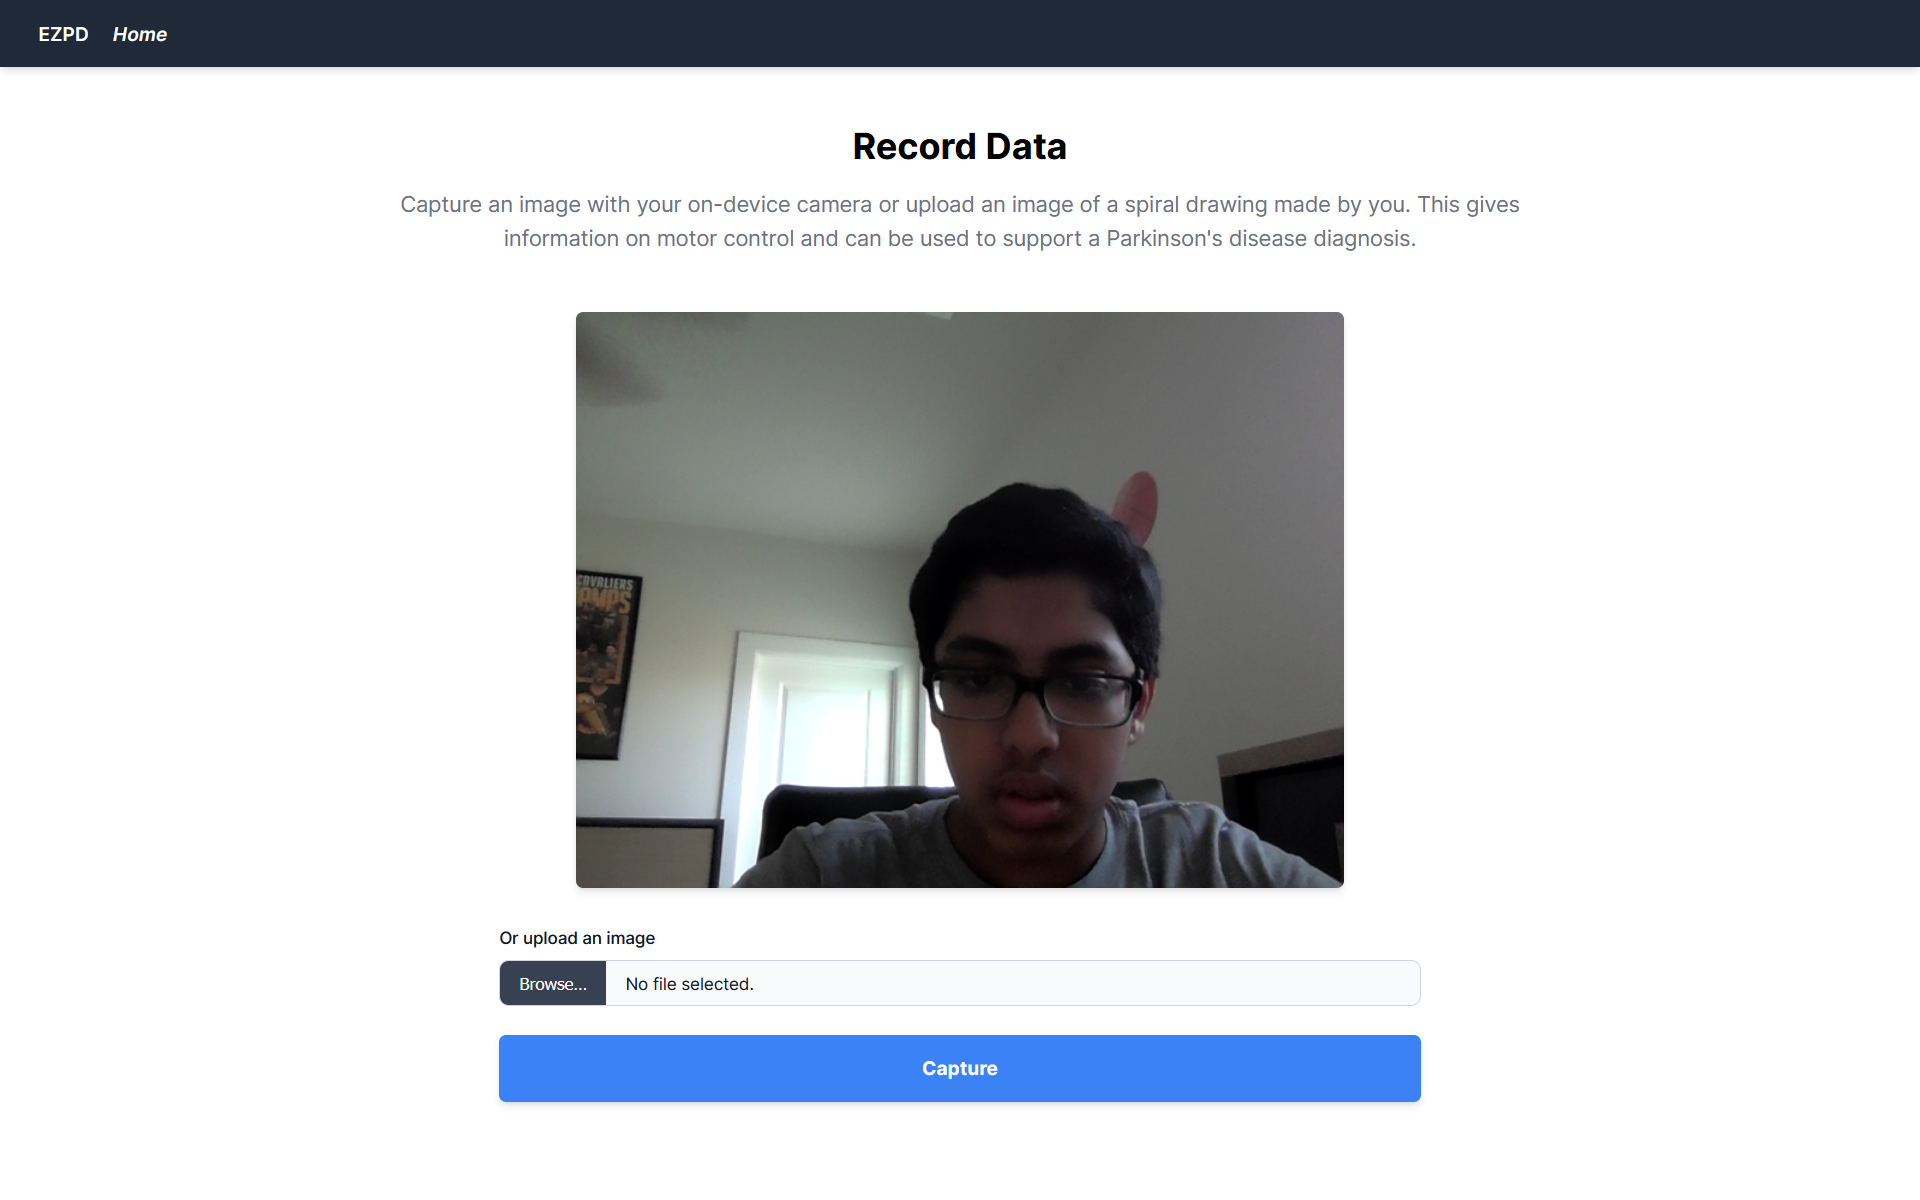 EZPD Home
Record Data
Capture an image with your on-device camera or upload an image of a spiral drawing made by you. This gives
information on motor control and can be used to support a Parkinson's disease diagnosis.
CAVALIERS
Or upload an image
Browse... No file selected.
Capture